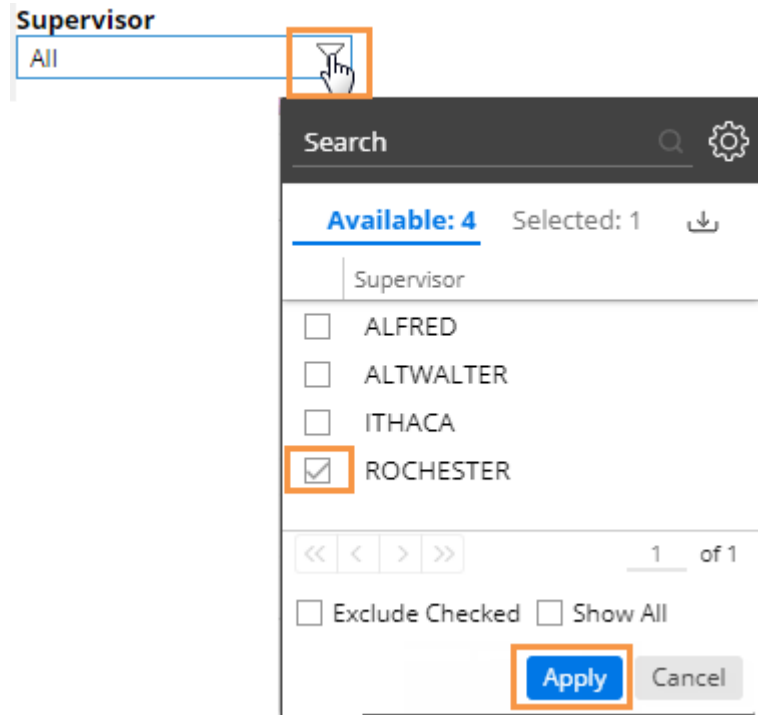 Supervisor
All
Search
Available: 4 Selected: 1
Supervisor
ALFRED
ALTWALTER
ITHACA
ROCHESTER
1 of 1
Exclude Checked Show All
Apply Cancel